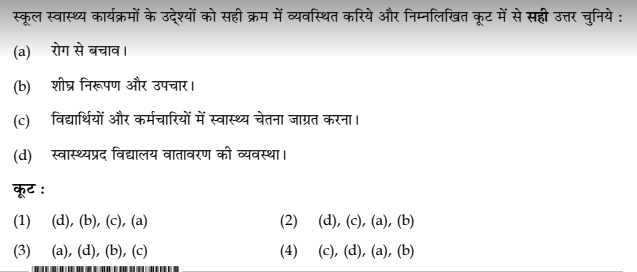 स्कूल स्वास्थ्य कार्यक्रमों के उद्देश्यों को सही क्रम में व्यवस्थित करिये और निम्नलिखित कूट में से सही उत्तर चुनिये :
(a) रोग से बचाव।
(b) शीघ्र निरूपण और उपचार।
(c) विद्यार्थियों और कर्मचारियों में स्वास्थ्य चेतना जाग्रत करना।
(d) स्वास्थ्यप्रद विद्यालय वातावरण की व्यवस्था।
कूट :
(1) (d), (b), (c), (a) (2) (d), (c), (a), (b)
(3) (a), (d), (b), (c) (4) (c), (d), (a), (b)